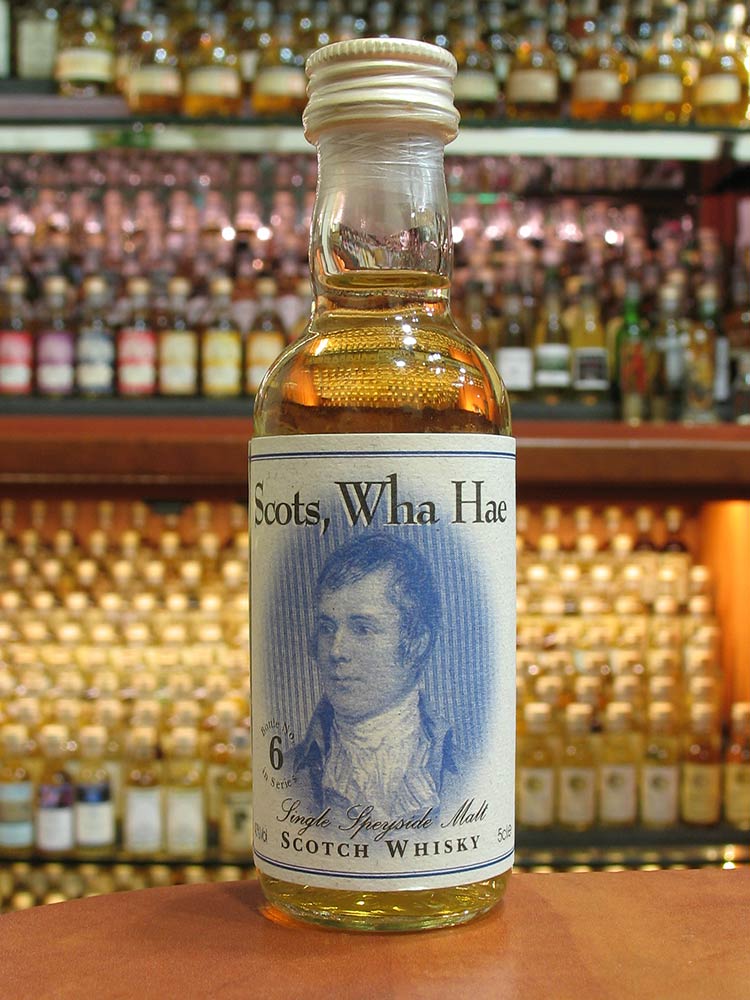 Scots, Wha Hae
Bottle No.
6
in Series
Single Speyside Malt
SCOTCH WHISKY
5cl e